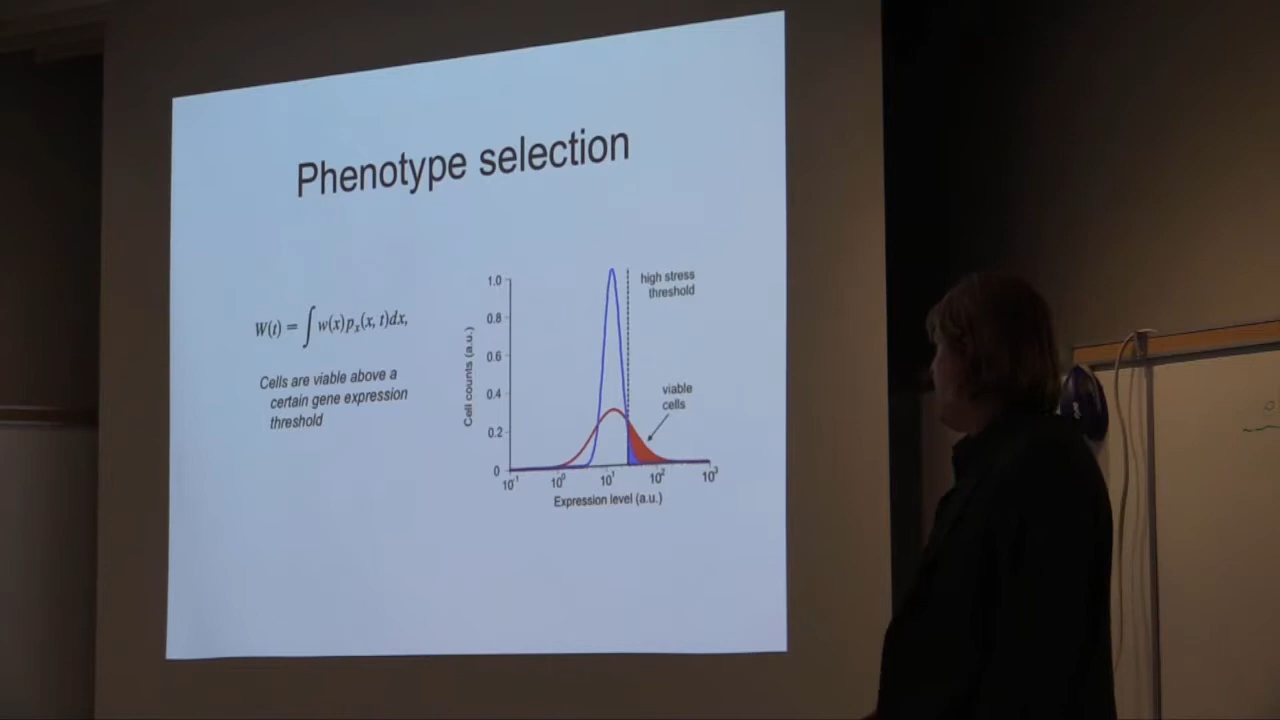 Phenotype selection
W(t) = ∫ w(x)pₓ(x, t)dx,
Cells are viable above a
certain gene expression
threshold
Cell counts (a.u.)
1.0
0.8
0.6
0.4
0.2
0
high stress
threshold
viable
cells
10⁻¹ 10⁰ 10¹ 10² 10³
Expression level (a.u.)